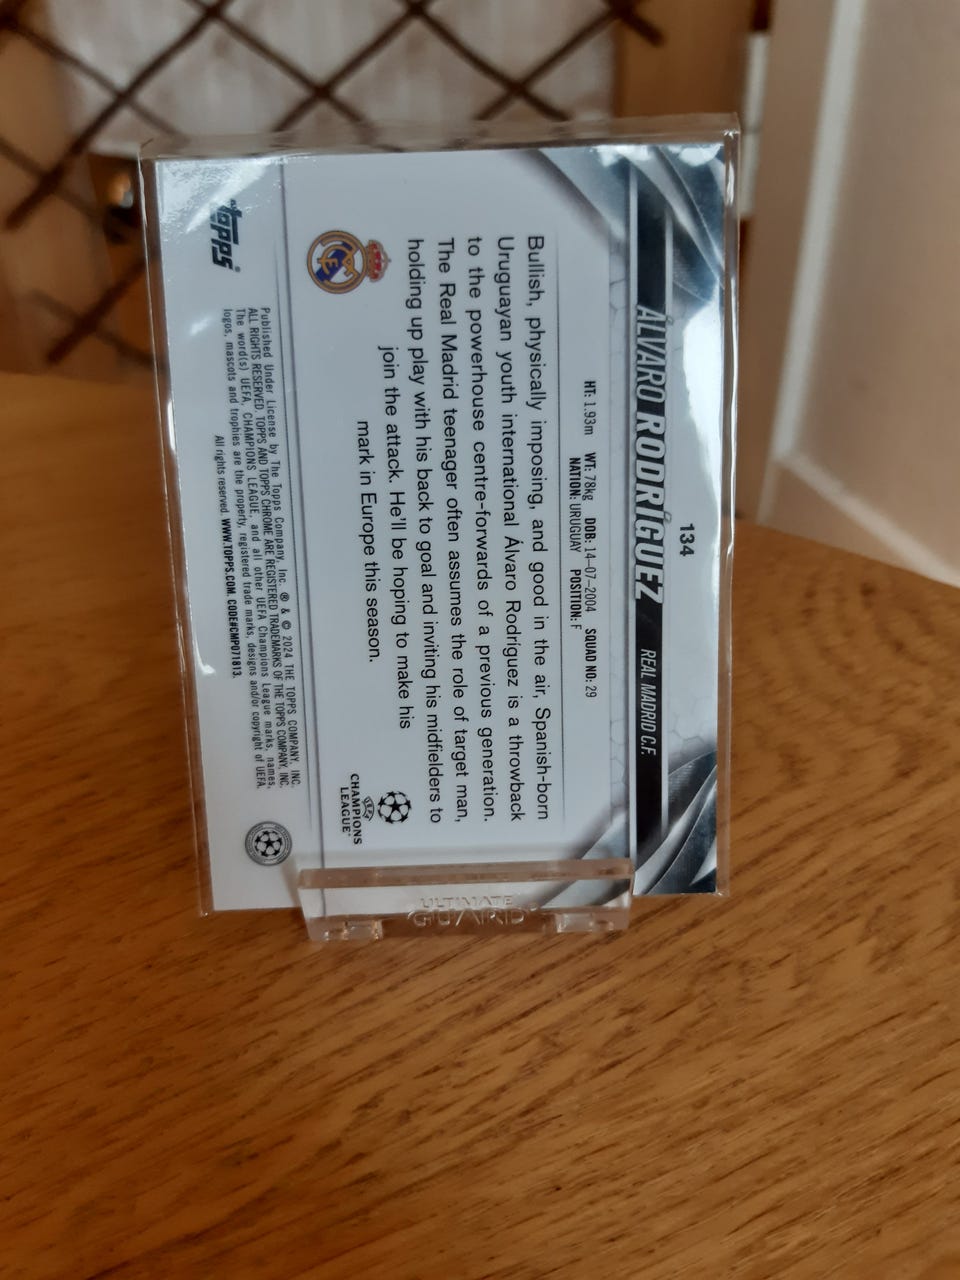 134
ÁLVARO RODRÍGUEZ REAL MADRID C.F.
HT: 1.93m WT: 78kg DOB: 14-07-2004 SQUAD NO: 29
NATION: URUGUAY POSITION: F
Bullish, physically imposing, and good in the air, Spanish-born
Uruguayan youth international Álvaro Rodríguez is a throwback
to the powerhouse centre-forwards of a previous generation.
The Real Madrid teenager often assumes the role of target man,
holding up play with his back to goal and inviting his midfielders to
join the attack. He'll be hoping to make his
mark in Europe this season.
UEFA
CHAMPIONS
LEAGUE
topps®
Published Under License by The Topps Company, Inc. ® & © 2024 THE TOPPS COMPANY, INC.
ALL RIGHTS RESERVED. TOPPS AND TOPPS CHROME ARE REGISTERED TRADEMARKS OF THE TOPPS COMPANY, INC.
The word(s) UEFA, CHAMPIONS LEAGUE, and all other UEFA Champions League marks, names,
logos, mascots and trophies are the property, registered trade marks, designs and/or copyright of UEFA.
All rights reserved. WWW.TOPPS.COM. CODE#CMP071813.
ULTIMATE
GUARD